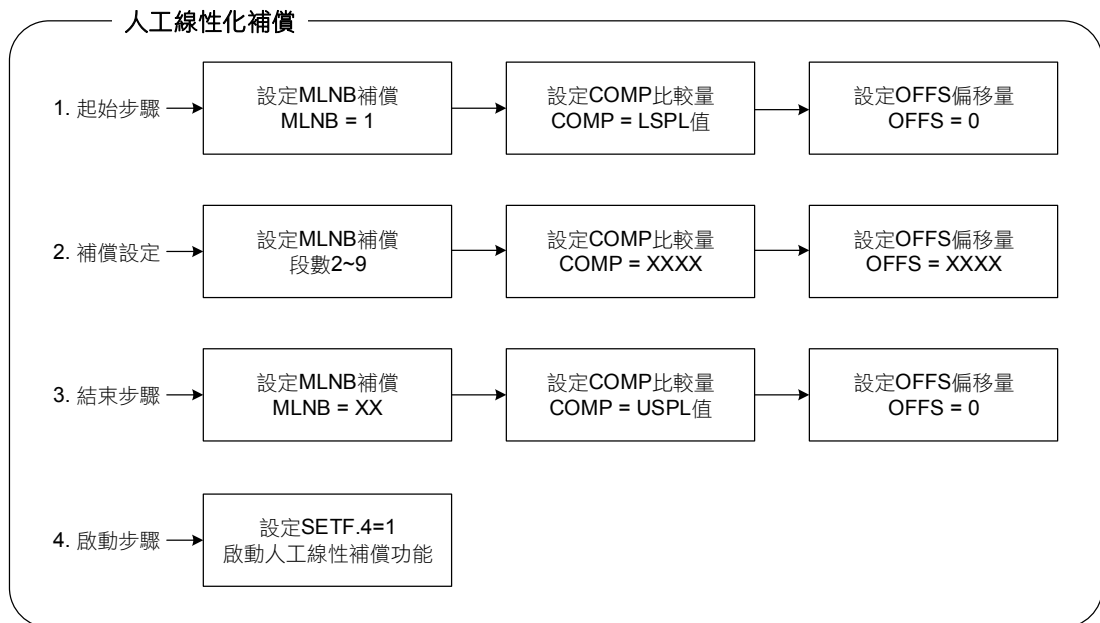 人工線性化補償
1. 起始步驟
設定MLNB補償
MLNB = 1
設定COMP比較量
COMP = LSPL值
設定OFFS偏移量
OFFS = 0
2. 補償設定
設定MLNB補償
段數2~9
設定COMP比較量
COMP = XXXX
設定OFFS偏移量
OFFS = XXXX
3. 結束步驟
設定MLNB補償
MLNB = XX
設定COMP比較量
COMP = USPL值
設定OFFS偏移量
OFFS = 0
4. 啟動步驟
設定SETF.4=1
啟動人工線性補償功能